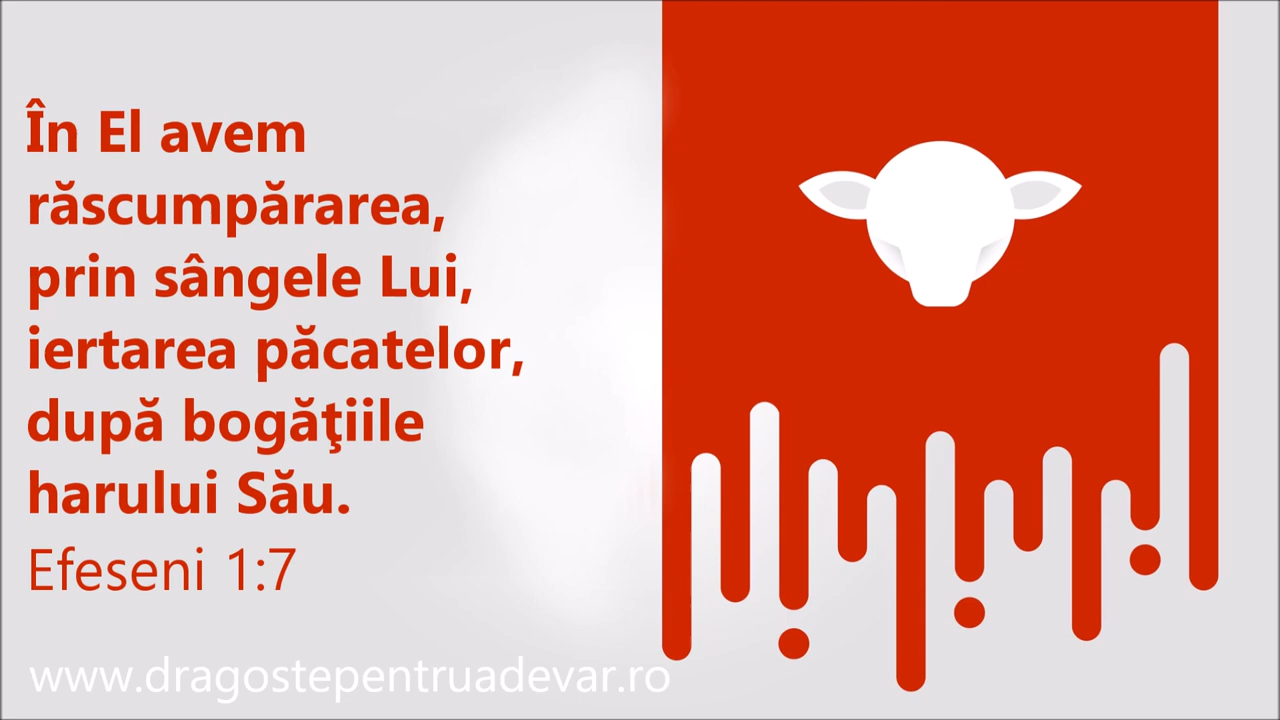 În El avem
răscumpărarea,
prin sângele Lui,
iertarea păcatelor,
după bogăţiile
harului Său.
Efeseni 1:7
www.dragostepentruadevar.ro